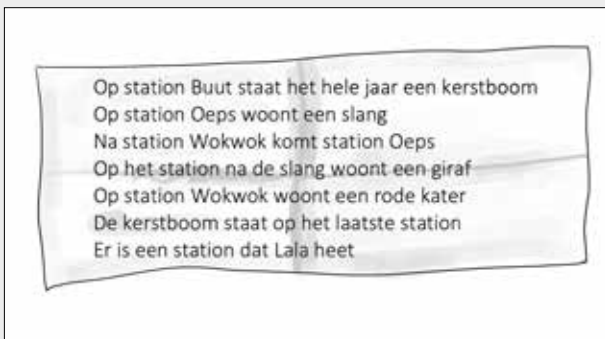 Op station Buut staat het hele jaar een kerstboom
Op station Oeps woont een slang
Na station Wokwok komt station Oeps
Op het station na de slang woont een giraf
Op station Wokwok woont een rode kater
De kerstboom staat op het laatste station
Er is een station dat Lala heet